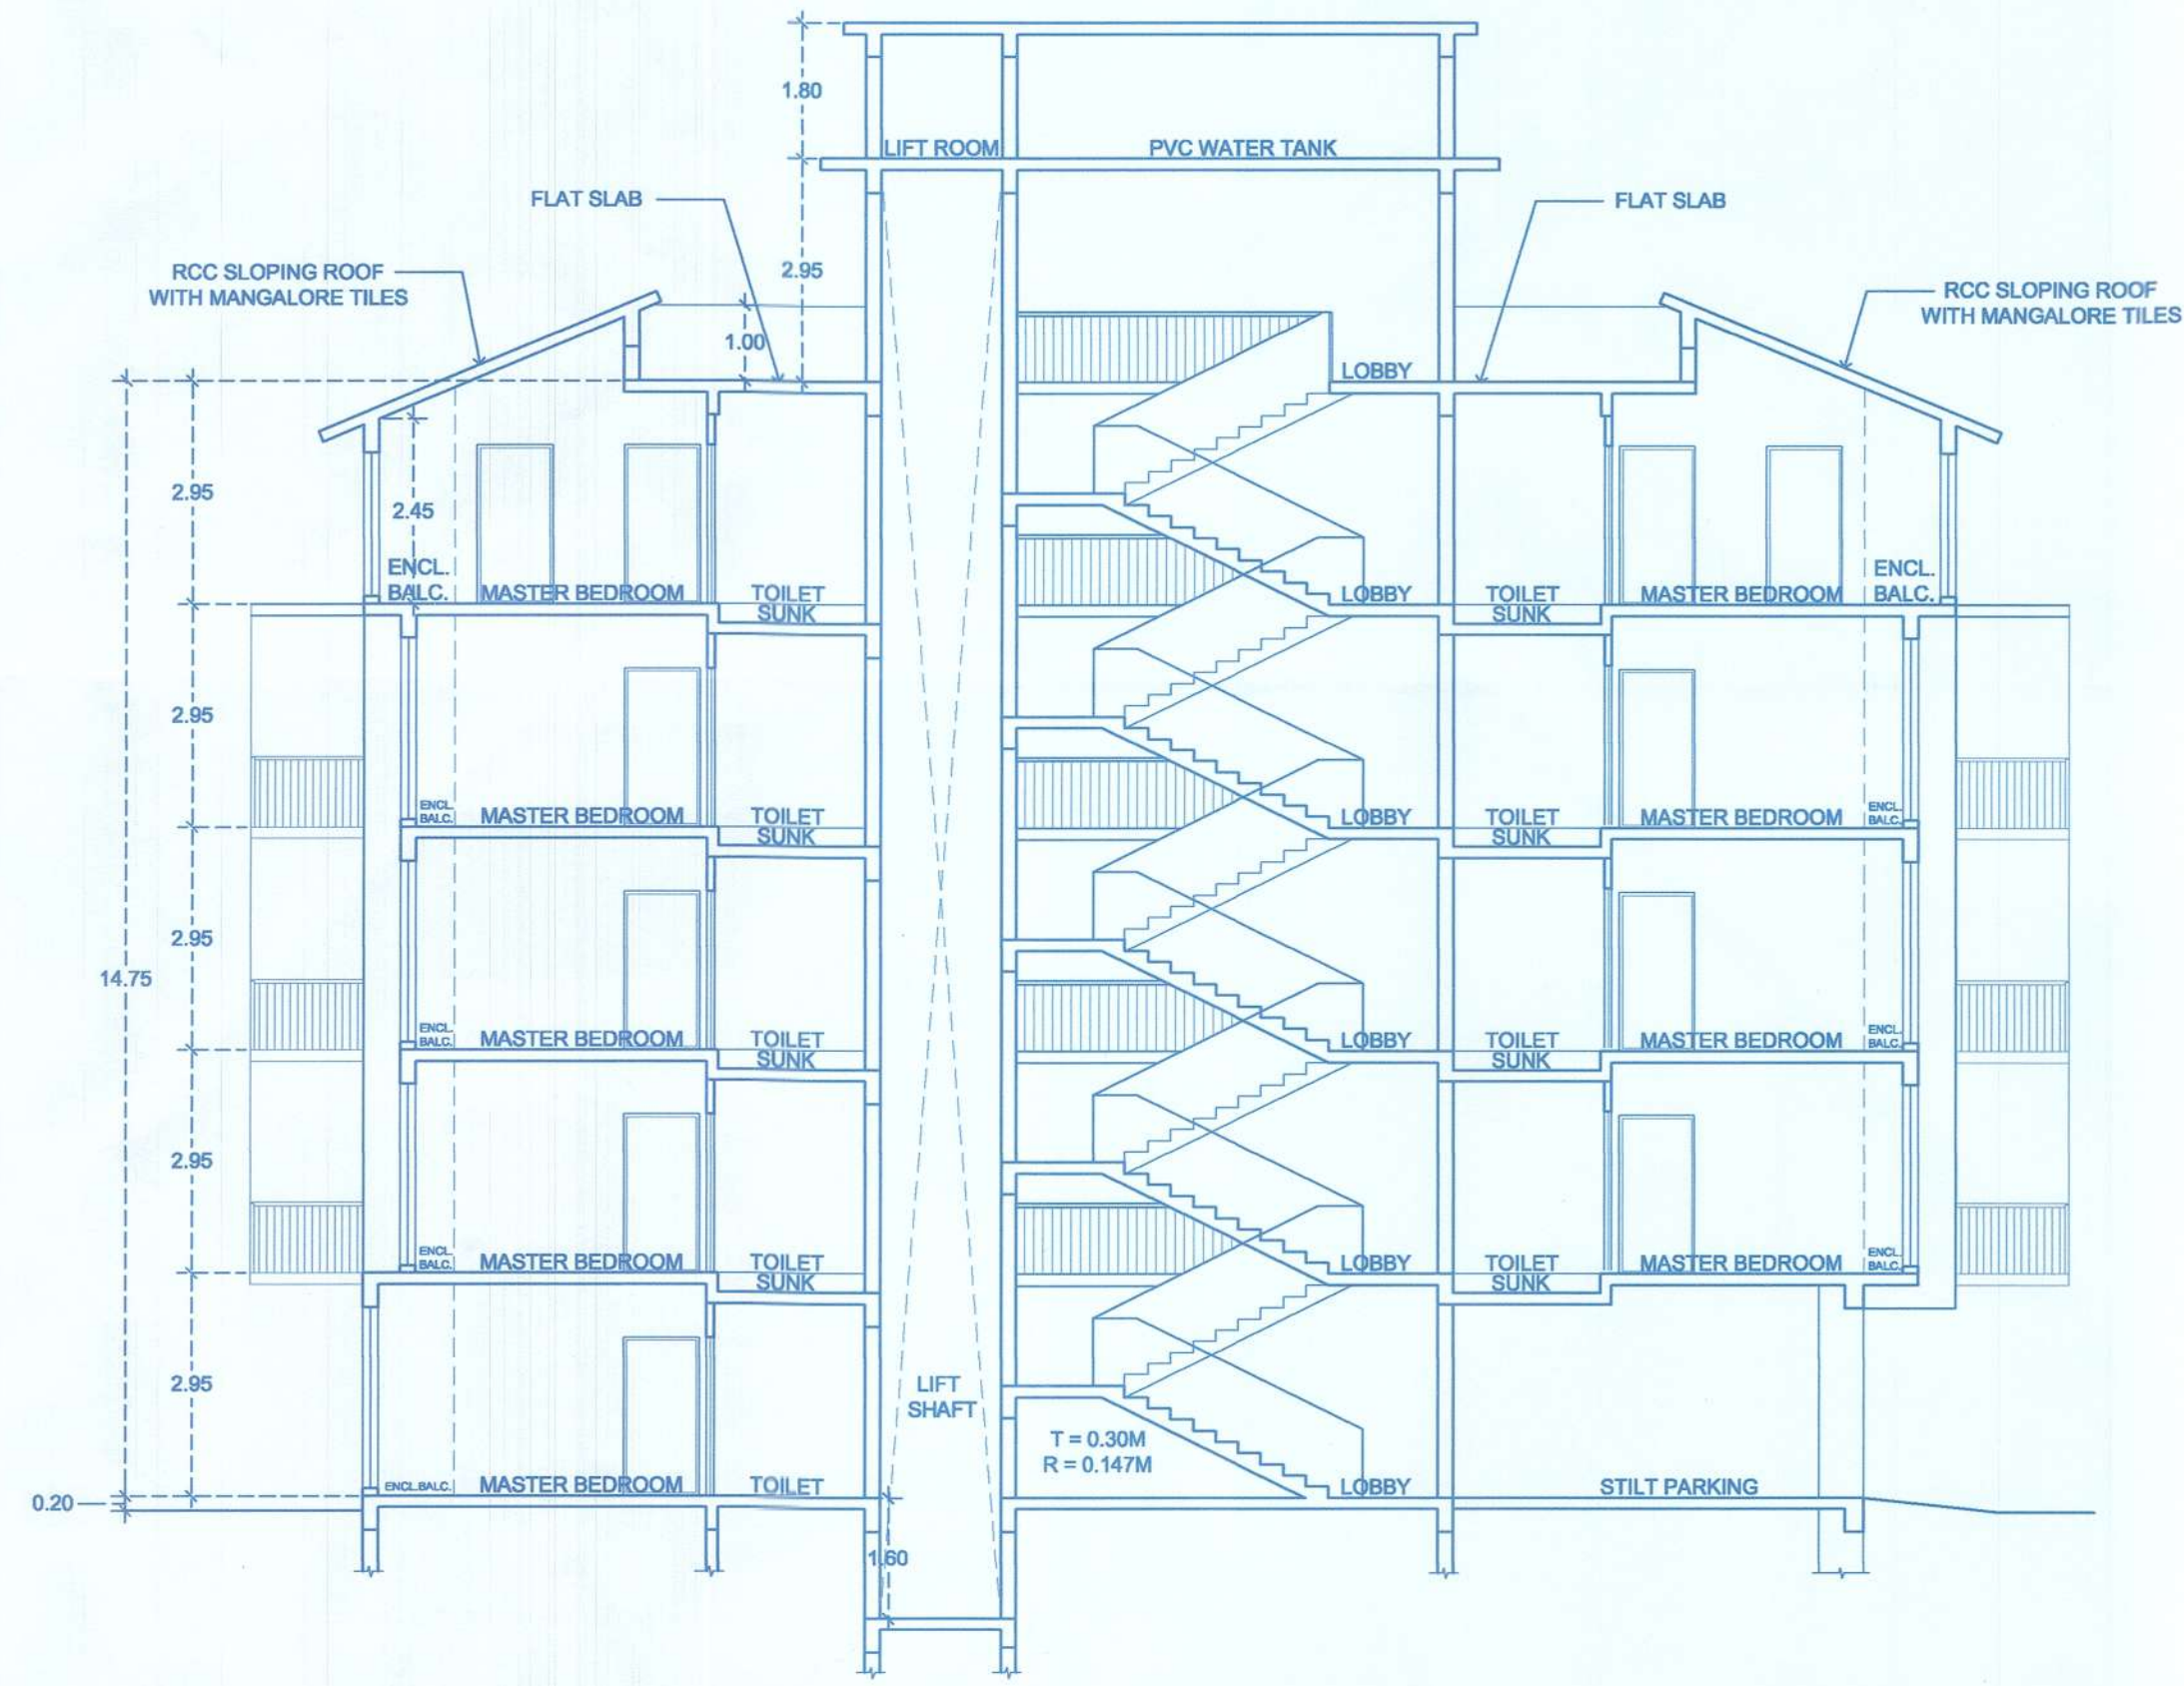 1.80
LIFT ROOM
PVC WATER TANK
FLAT SLAB
FLAT SLAB
2.95
RCC SLOPING ROOF
WITH MANGALORE TILES
RCC SLOPING ROOF
WITH MANGALORE TILES
1.00
LOBBY
2.95
2.45
ENCL.
BALC.
MASTER BEDROOM
TOILET
SUNK
LOBBY
TOILET
SUNK
MASTER BEDROOM
ENCL.
BALC.
2.95
ENCL.
BALC.
MASTER BEDROOM
TOILET
SUNK
LOBBY
TOILET
SUNK
MASTER BEDROOM
ENCL.
BALC.
2.95
14.75
ENCL.
BALC.
MASTER BEDROOM
TOILET
SUNK
LOBBY
TOILET
SUNK
MASTER BEDROOM
ENCL.
BALC.
2.95
ENCL.
BALC.
MASTER BEDROOM
TOILET
SUNK
LOBBY
TOILET
SUNK
MASTER BEDROOM
ENCL.
BALC.
2.95
LIFT
SHAFT
T = 0.30M
R = 0.147M
ENCL.BALC.
MASTER BEDROOM
TOILET
LOBBY
STILT PARKING
0.20
1.60